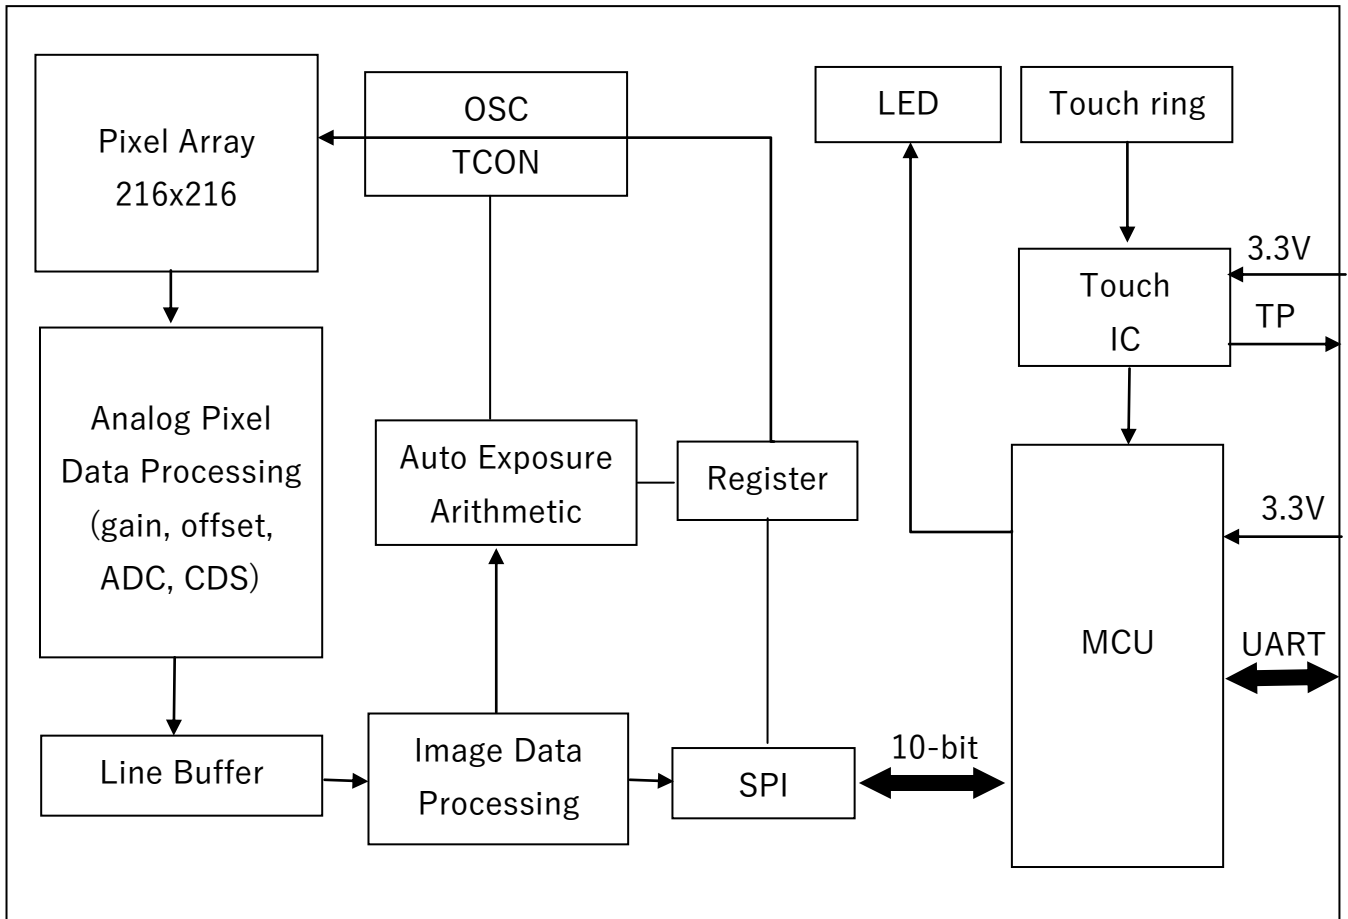 Pixel Array
216x216
OSC
TCON
LED
Touch ring
3.3V
Touch
IC
TP
Analog Pixel
Data Processing
(gain, offset,
ADC, CDS)
Auto Exposure
Arithmetic
Register
3.3V
MCU
UART
Line Buffer
Image Data
Processing
SPI
10-bit